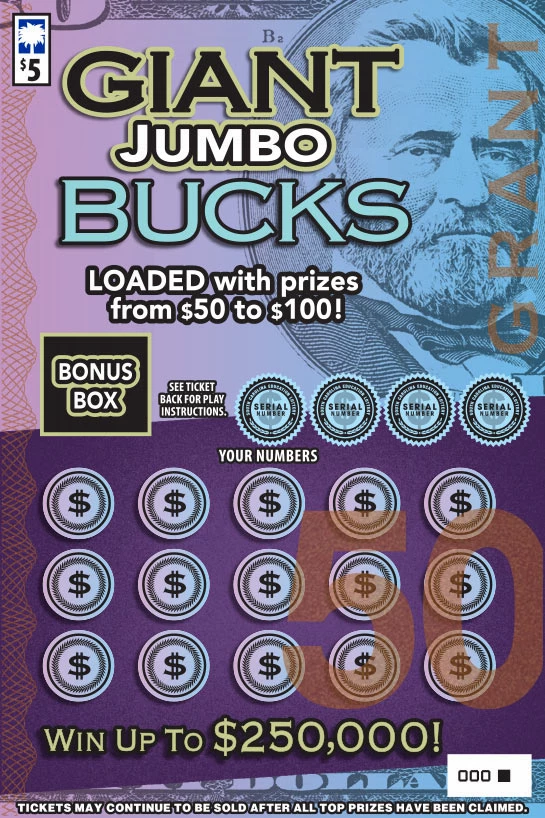 $5
B2
GIANT
JUMBO
BUCKS
GRANT
LOADED with prizes
from $50 to $100!
BONUS
BOX
SEE TICKET
BACK FOR PLAY
INSTRUCTIONS.
SERIAL
NUMBER
SERIAL
NUMBER
SERIAL
NUMBER
SERIAL
NUMBER
YOUR NUMBERS
$ $ $ $ $
$ $ $ $ $
$ $ $ $ $
50
WIN UP TO $250,000!
000
TICKETS MAY CONTINUE TO BE SOLD AFTER ALL TOP PRIZES HAVE BEEN CLAIMED.